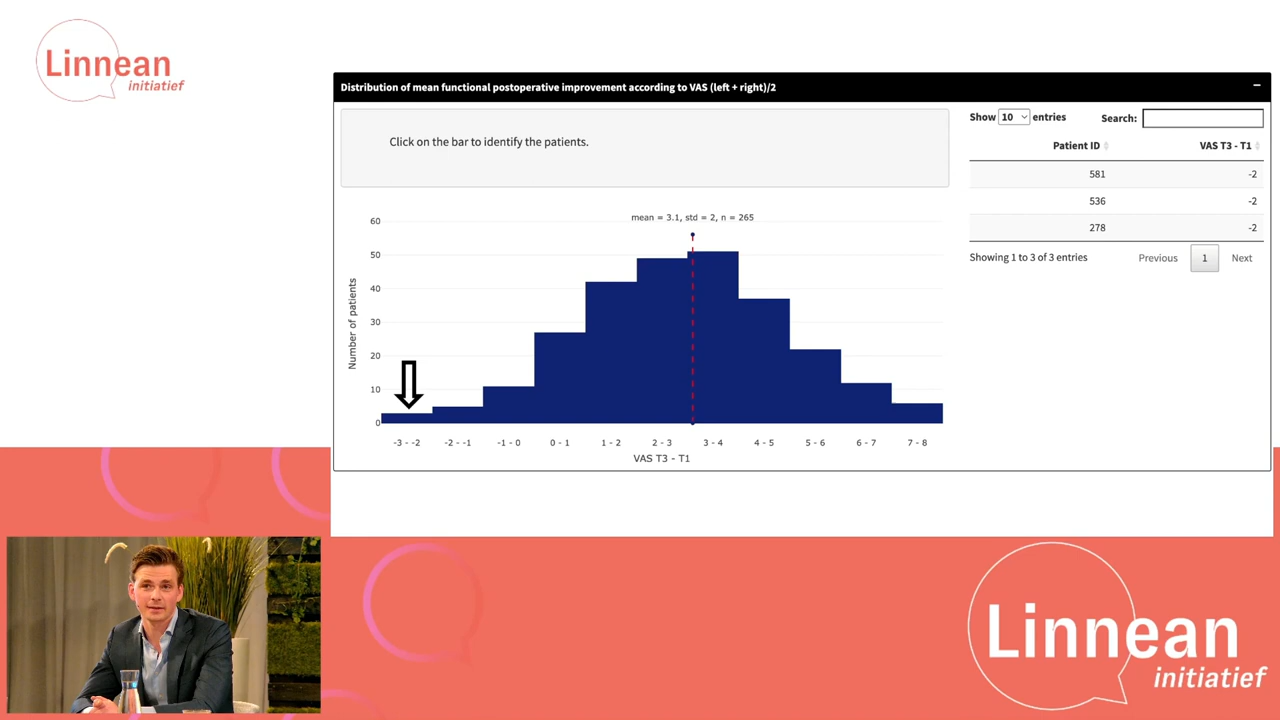 Linnean
initiatief
Distribution of mean functional postoperative improvement according to VAS (left + right)/2
Click on the bar to identify the patients.
mean = 3.1, std = 2, n = 265
60
50
40
30
20
10
0
Number of patients
-3 - -2 -2 - -1 -1 - 0 0 - 1 1 - 2 2 - 3 3 - 4 4 - 5 5 - 6 6 - 7 7 - 8
VAS T3 - T1
Show 10 entries Search:
Patient ID VAS T3 - T1
581 -2
536 -2
278 -2
Showing 1 to 3 of 3 entries Previous 1 Next
Linnean
initiatief